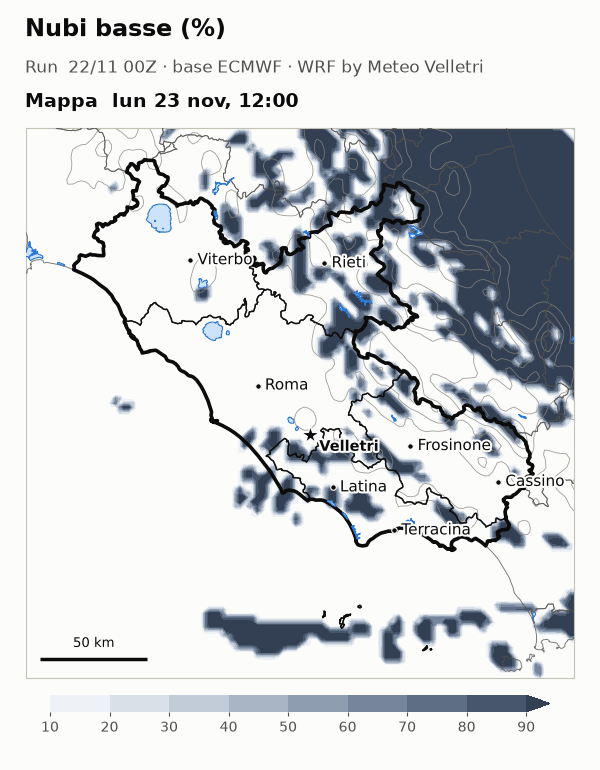 Nubi basse (%)
Run  22/11 00Z · base ECMWF · WRF by Meteo Velletri
Mappa  lun 23 nov, 12:00
Viterbo
Rieti
Roma
Velletri
Frosinone
Cassino
Latina
Terracina
50 km
10 20 30 40 50 60 70 80 90